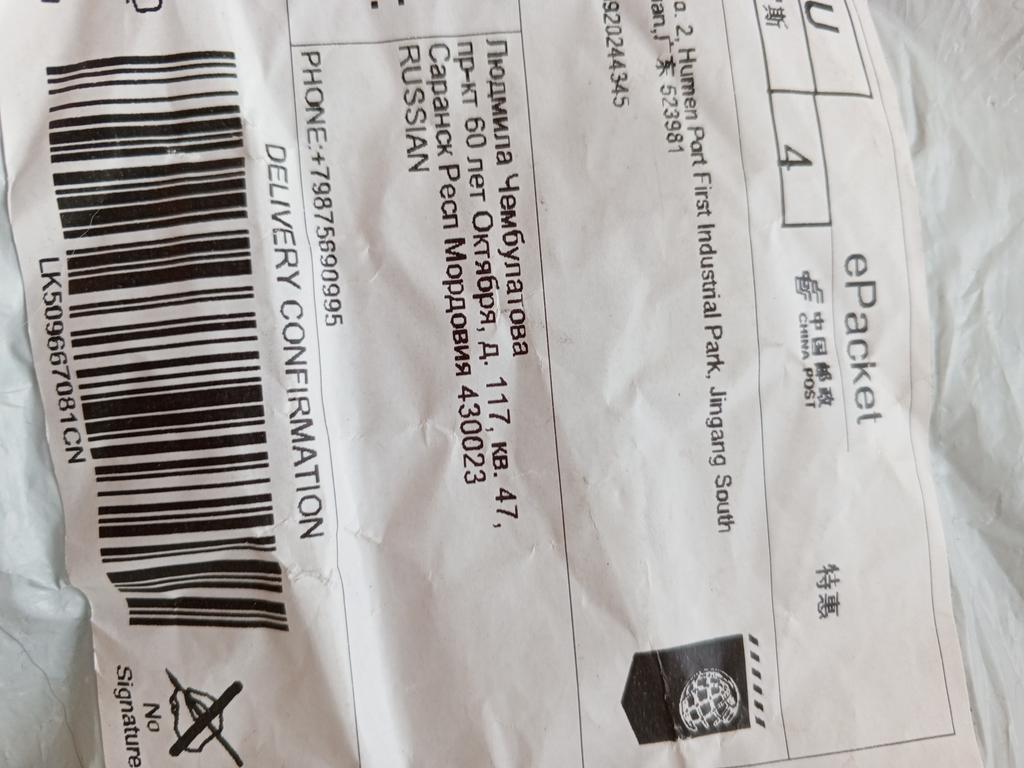 ePacket
中国邮政
CHINA POST
特惠
U
斯
4
a. 2, Humen Port First Industrial Park, Jingang South
广东 523981
920244345
Людмила Чембулатова
пр-кт 60 лет Октября, д. 117, кв. 47,
Саранск Респ Мордовия 430023
RUSSIAN
PHONE:+79875690995
DELIVERY CONFIRMATION
LK509667081CN
No
Signature